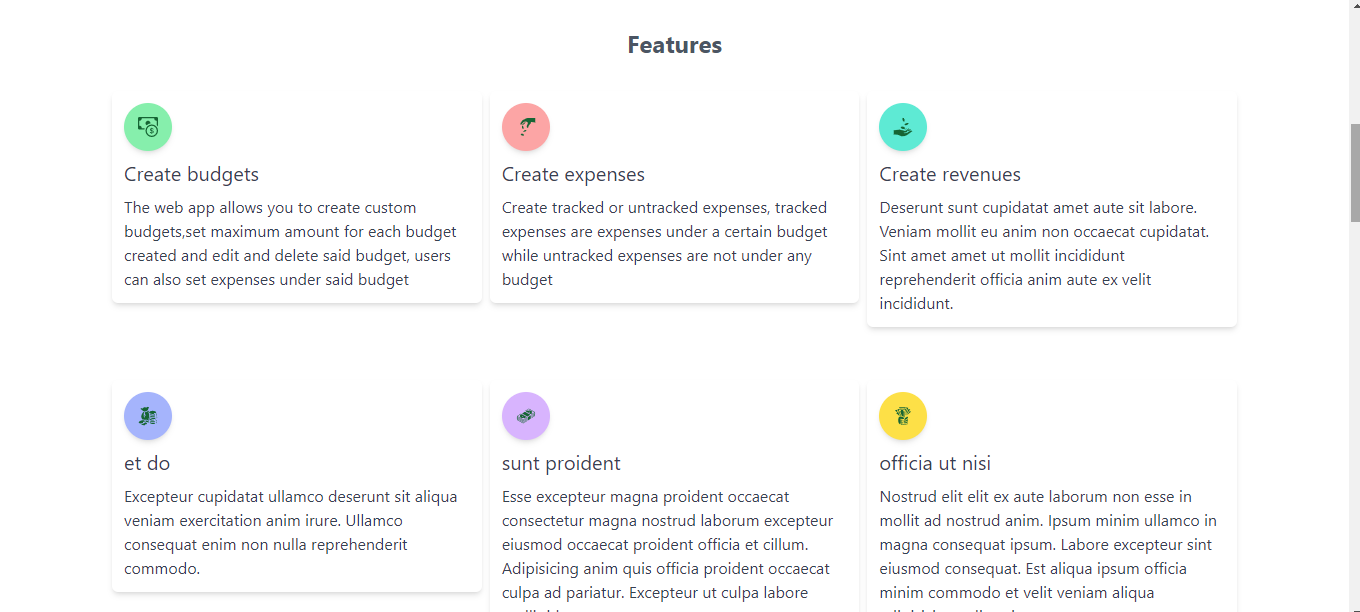 Features
Create budgets
The web app allows you to create custom
budgets,set maximum amount for each budget
created and edit and delete said budget, users
can also set expenses under said budget
Create expenses
Create tracked or untracked expenses, tracked
expenses are expenses under a certain budget
while untracked expenses are not under any
budget
Create revenues
Deserunt sunt cupidatat amet aute sit labore.
Veniam mollit eu anim non occaecat cupidatat.
Sint amet amet ut mollit incididunt
reprehenderit officia anim aute ex velit
incididunt.
et do
Excepteur cupidatat ullamco deserunt sit aliqua
veniam exercitation anim irure. Ullamco
consequat enim non nulla reprehenderit
commodo.
sunt proident
Esse excepteur magna proident occaecat
consectetur magna nostrud laborum excepteur
eiusmod occaecat proident officia et cillum.
Adipisicing anim quis officia proident occaecat
culpa ad pariatur. Excepteur ut culpa labore
officia ut nisi
Nostrud elit elit ex aute laborum non esse in
mollit ad nostrud anim. Ipsum minim ullamco in
magna consequat ipsum. Labore excepteur sint
eiusmod consequat. Est aliqua ipsum officia
minim commodo et velit veniam aliqua